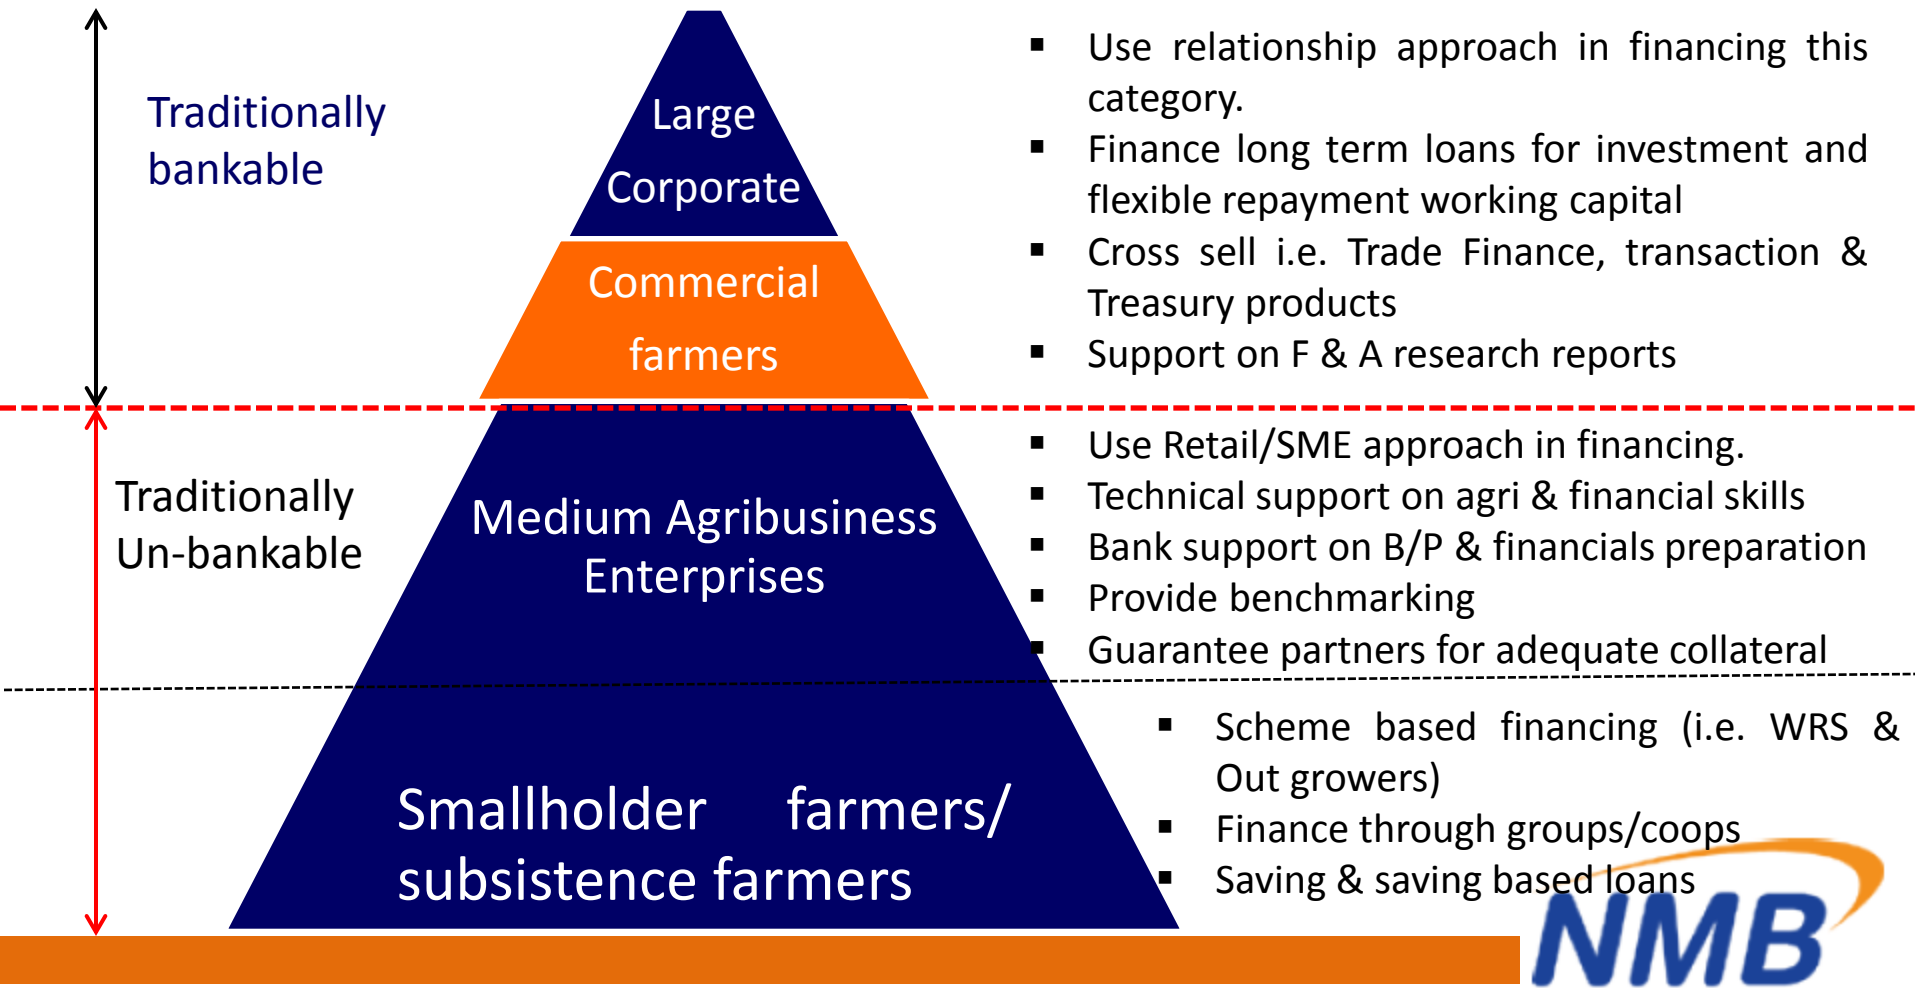 Traditionally
bankable
Large
Corporate
Commercial
farmers
▪ Use relationship approach in financing this
category.
▪ Finance long term loans for investment and
flexible repayment working capital
▪ Cross sell i.e. Trade Finance, transaction &
Treasury products
▪ Support on F & A research reports
Traditionally
Un-bankable
Medium Agribusiness
Enterprises
▪ Use Retail/SME approach in financing.
▪ Technical support on agri & financial skills
▪ Bank support on B/P & financials preparation
▪ Provide benchmarking
▪ Guarantee partners for adequate collateral
Smallholder farmers/
subsistence farmers
▪ Scheme based financing (i.e. WRS &
Out growers)
▪ Finance through groups/coops
▪ Saving & saving based loans
NMB